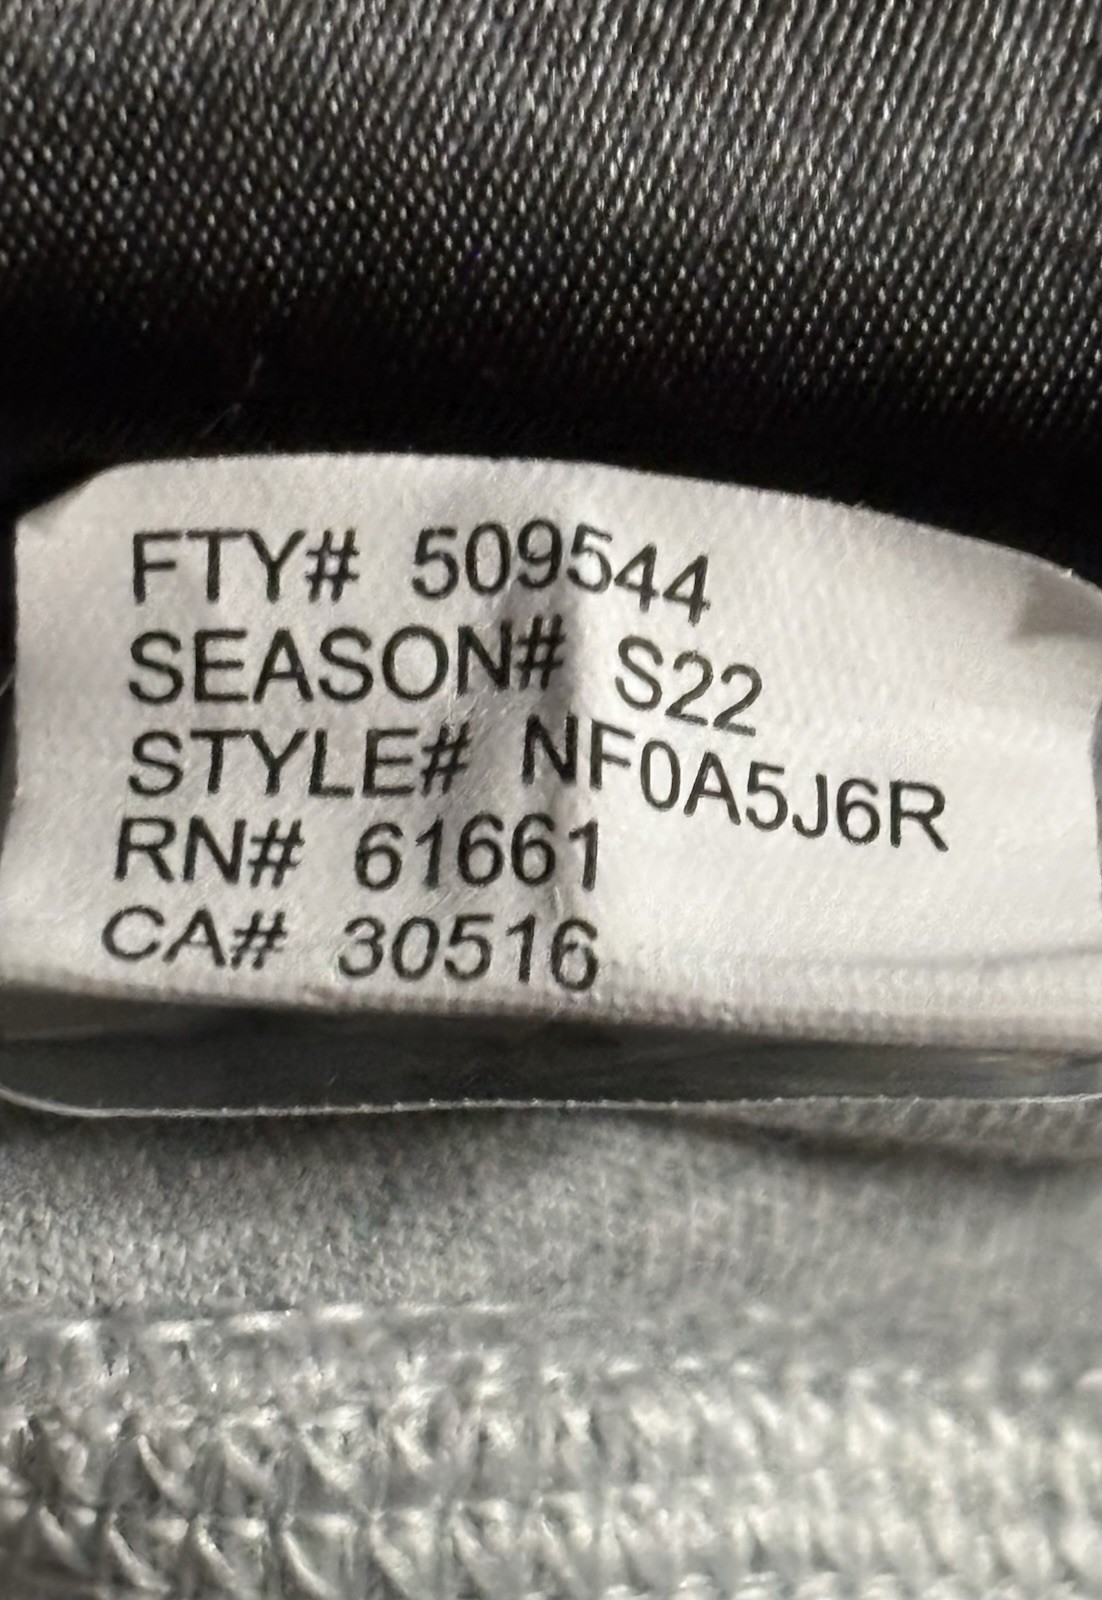 FTY# 509544
SEASON# S22
STYLE# NF0A5J6R
RN# 61661
CA# 30516